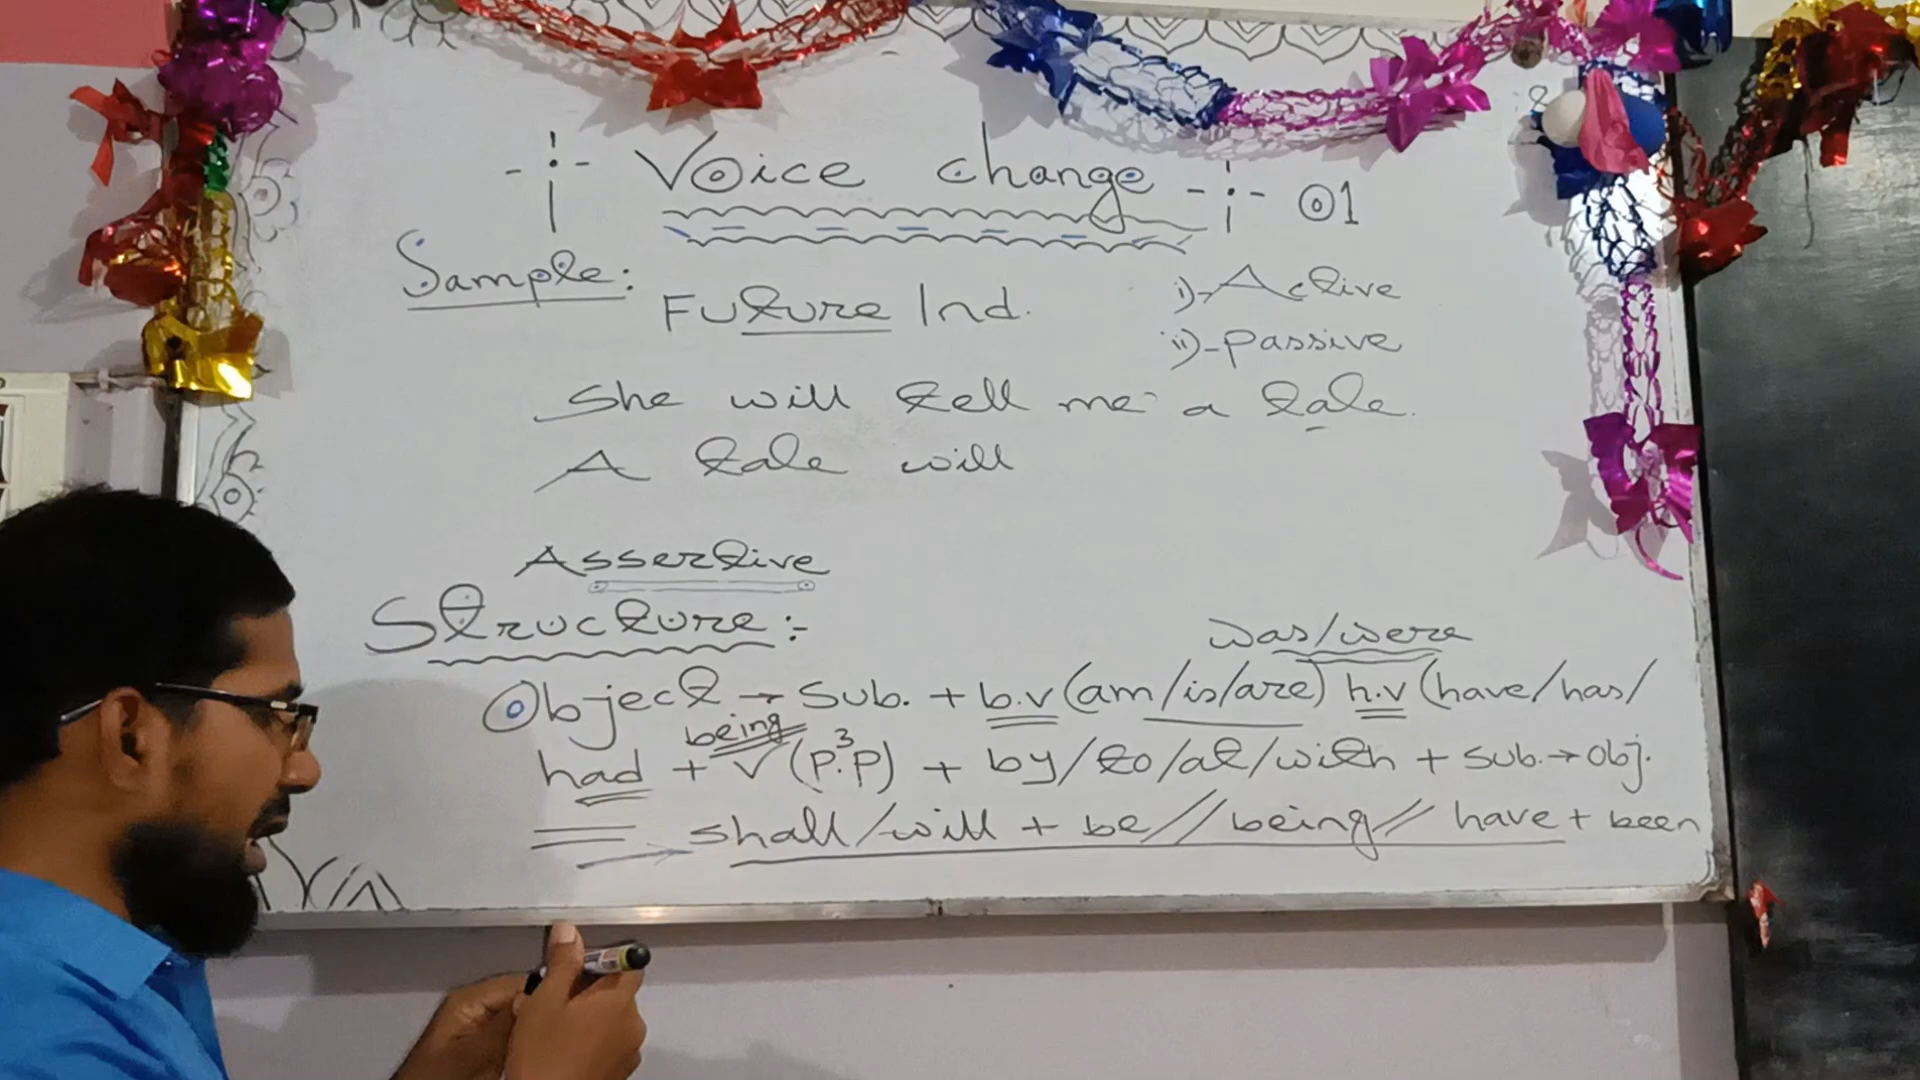 Voice change 01
Sample:
Future Ind.
i) Active
ii) Passive
She will tell me a tale.
A tale will
Assertive
Structure:-
was/were
Object → Sub. + b.v (am/is/are) h.v (have/has/
being
had + V³ (P.P) + by/to/at/with + sub. → obj.
shall/will + be // being // have + been